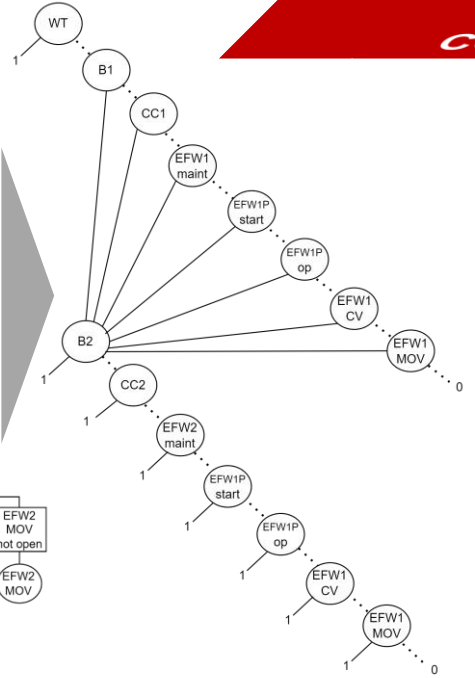 C
WT
1
B1
CC1
EFW1
maint
EFW1P
start
EFW1P
op
EFW1
CV
EFW1
MOV
0
B2
1
CC2
1
EFW2
maint
1
EFW1P
start
1
EFW1P
op
1
EFW1
CV
1
EFW1
MOV
1
0
EFW2
MOV
not open
EFW2
MOV